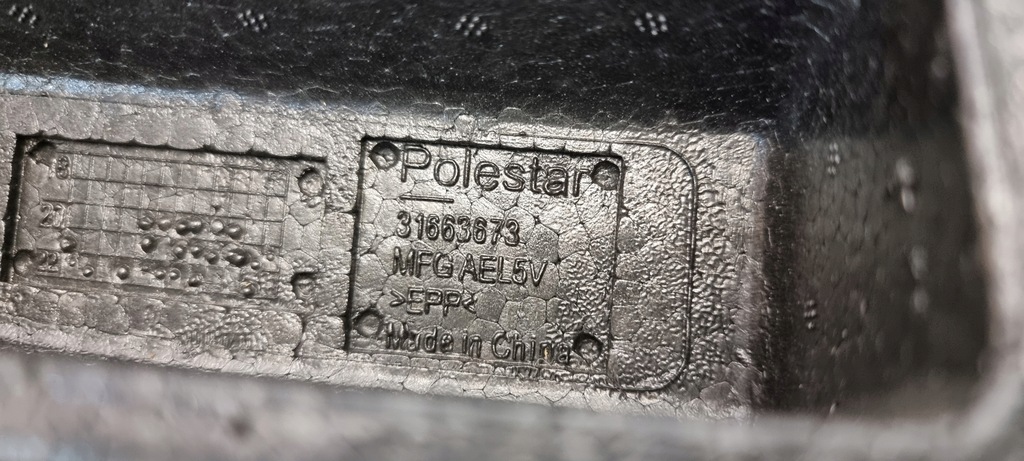 Polestar
31663673
MFG AEL5V
>EPP<
Made in China